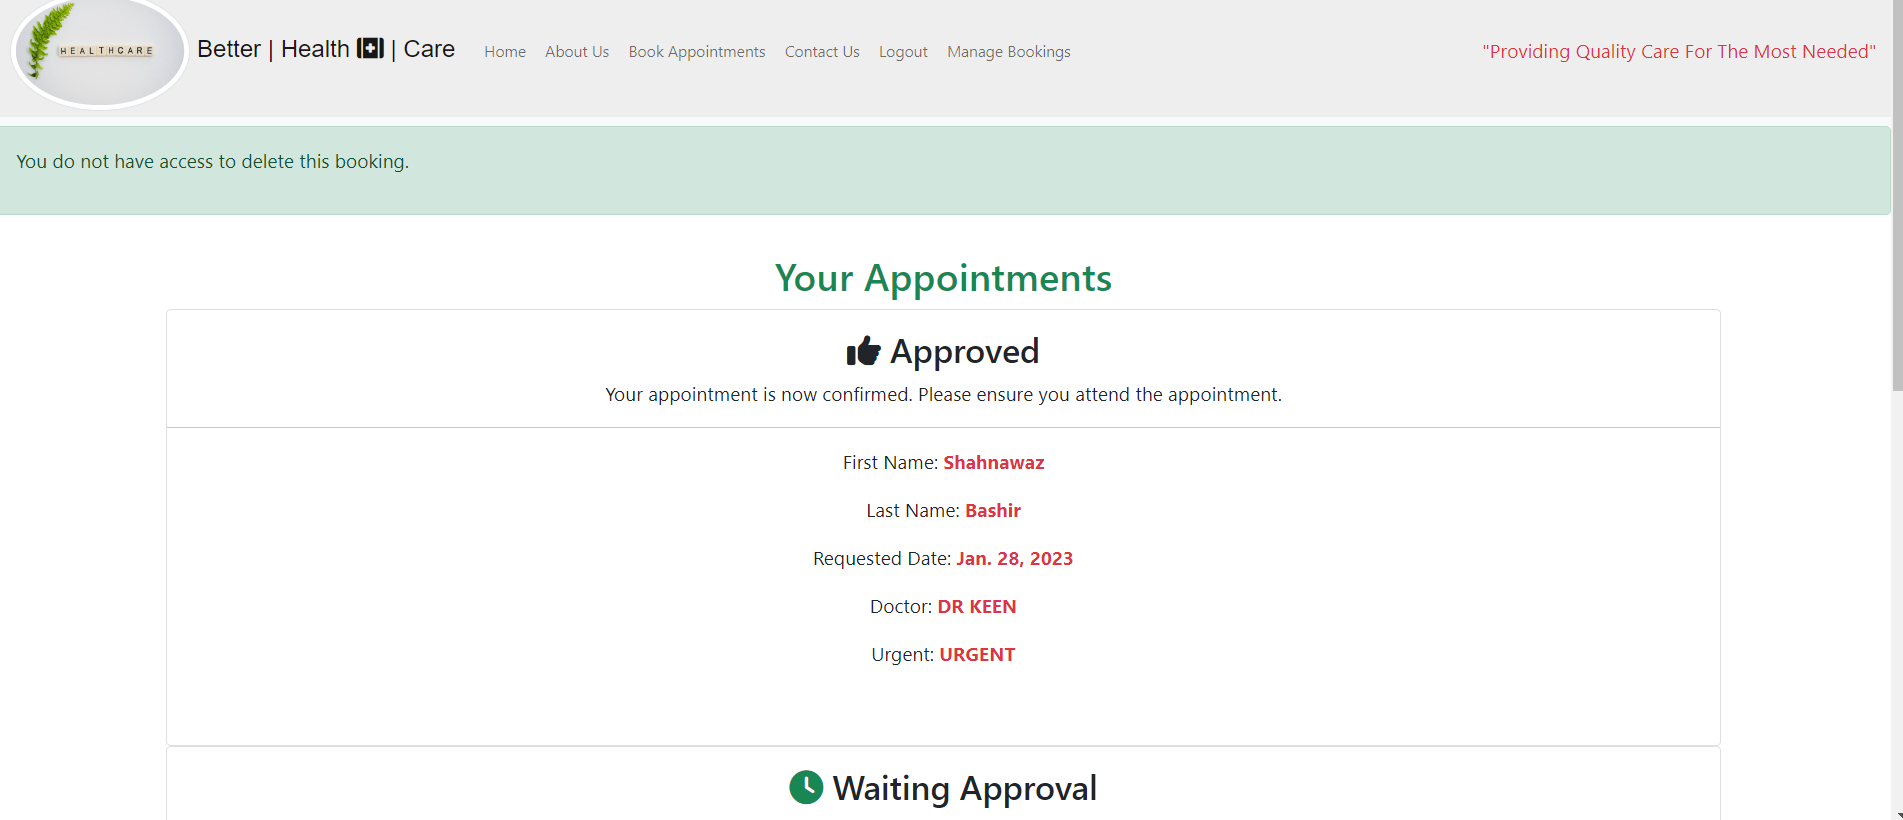 HEALTHCARE
Better | Health | Care
Home About Us Book Appointments Contact Us Logout Manage Bookings
"Providing Quality Care For The Most Needed"
You do not have access to delete this booking.
Your Appointments
Approved
Your appointment is now confirmed. Please ensure you attend the appointment.
First Name: Shahnawaz
Last Name: Bashir
Requested Date: Jan. 28, 2023
Doctor: DR KEEN
Urgent: URGENT
Waiting Approval